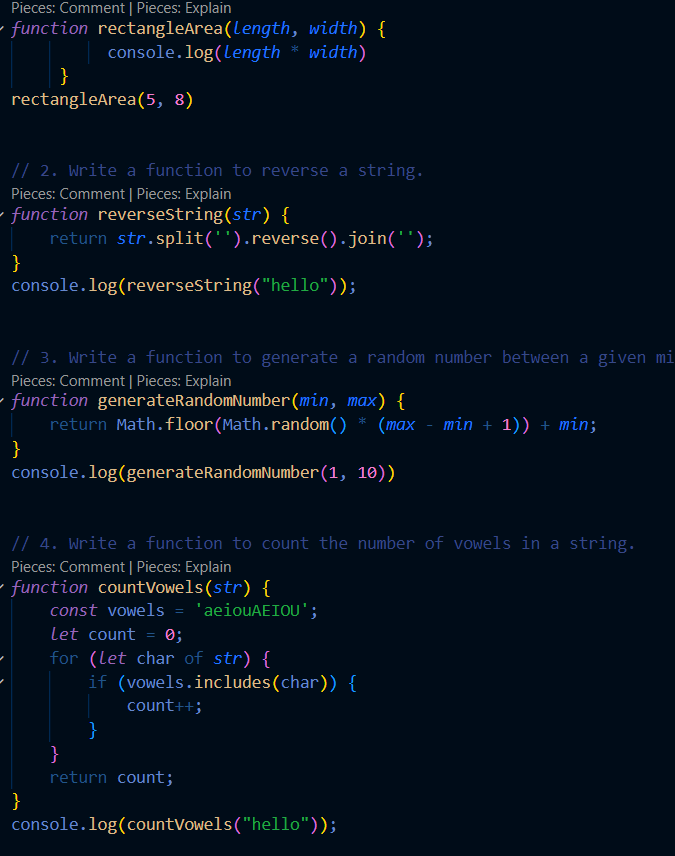 Pieces: Comment | Pieces: Explain
function rectangleArea(length, width) {
console.log(length * width)
}
rectangleArea(5, 8)
// 2. Write a function to reverse a string.
Pieces: Comment | Pieces: Explain
function reverseString(str) {
return str.split('').reverse().join('');
}
console.log(reverseString("hello"));
// 3. Write a function to generate a random number between a given mi
Pieces: Comment | Pieces: Explain
function generateRandomNumber(min, max) {
return Math.floor(Math.random() * (max - min + 1)) + min;
}
console.log(generateRandomNumber(1, 10))
// 4. Write a function to count the number of vowels in a string.
Pieces: Comment | Pieces: Explain
function countVowels(str) {
const vowels = 'aeiouAEIOU';
let count = 0;
for (let char of str) {
if (vowels.includes(char)) {
count++;
}
}
return count;
}
console.log(countVowels("hello"));